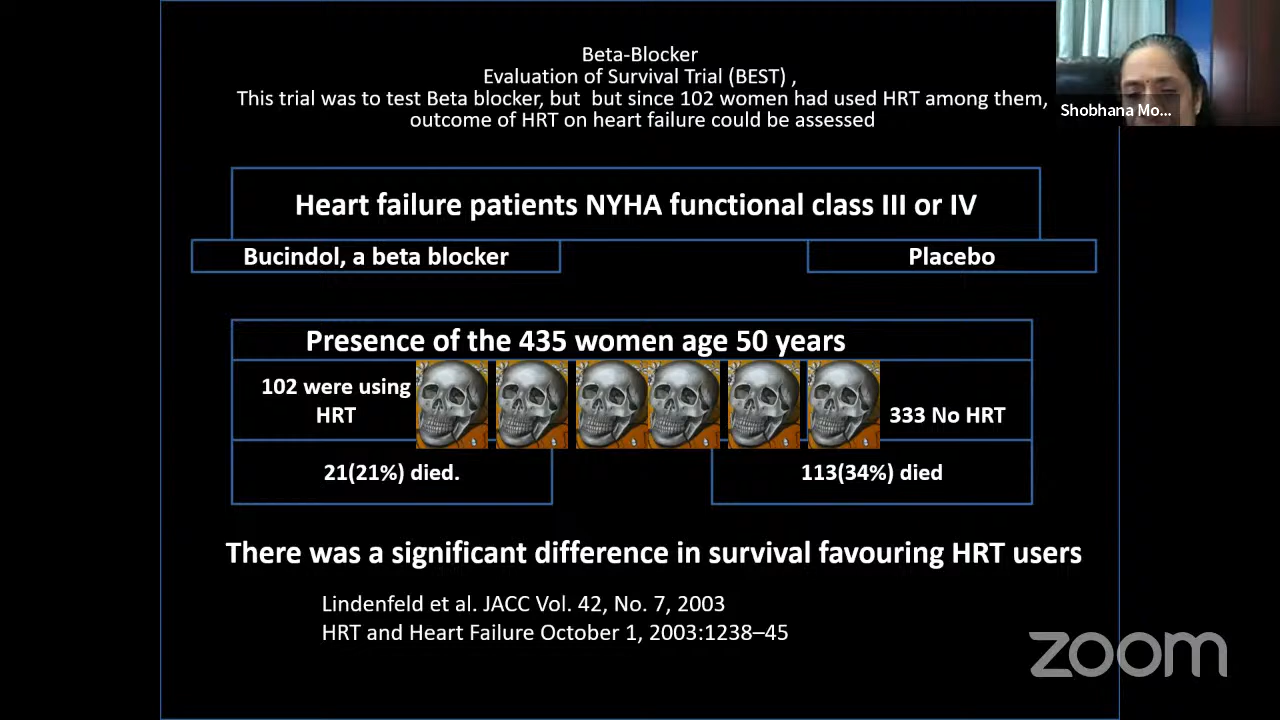 Beta-Blocker
Evaluation of Survival Trial (BEST) ,
This trial was to test Beta blocker, but but since 102 women had used HRT among them,
outcome of HRT on heart failure could be assessed
Shobhana Mo...
Heart failure patients NYHA functional class III or IV
Bucindol, a beta blocker
Placebo
Presence of the 435 women age 50 years
102 were using
HRT
333 No HRT
21(21%) died.
113(34%) died
There was a significant difference in survival favouring HRT users
Lindenfeld et al. JACC Vol. 42, No. 7, 2003
HRT and Heart Failure October 1, 2003:1238–45
zoom